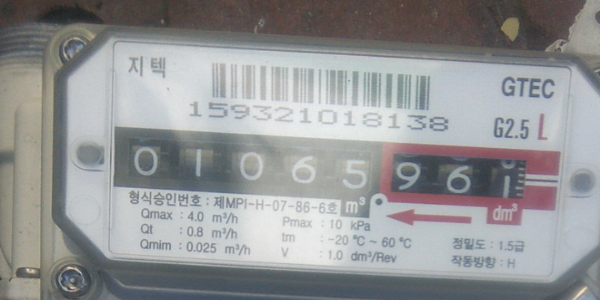 지텍
GTEC
159321018138
G2.5 L
01065 961
m³
dm³
형식승인번호 : 제MPI-H-07-86-6호
Qmax : 4.0 m³/h
Pmax : 10 kPa
Qt : 0.8 m³/h
tm : -20 ℃ ~ 60 ℃
정밀도 : 1.5급
Qmim : 0.025 m³/h
V : 1.0 dm³/Rev
작동방향 : H